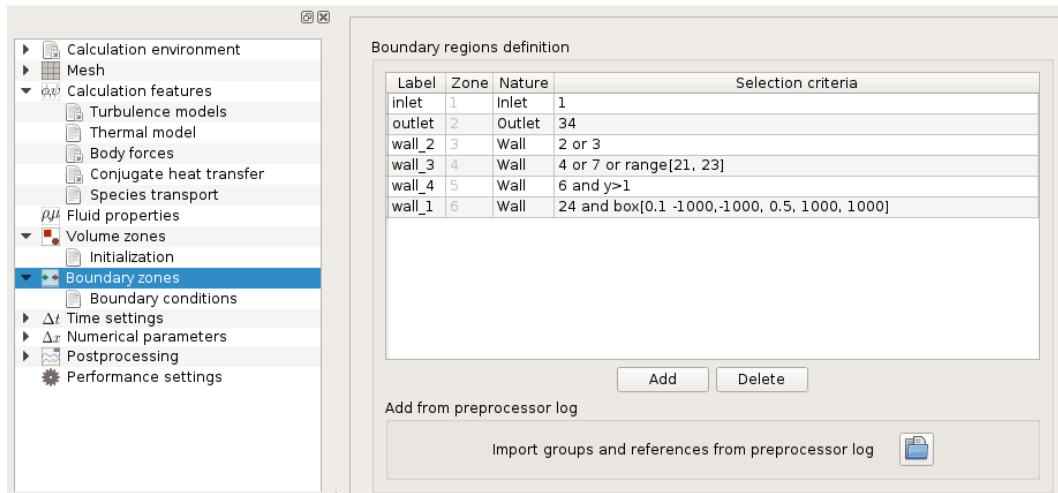 Calculation environment
Mesh
Calculation features
Turbulence models
Thermal model
Body forces
Conjugate heat transfer
Species transport
ρμ Fluid properties
Volume zones
Initialization
Boundary zones
Boundary conditions
Δt Time settings
Δx Numerical parameters
Postprocessing
Performance settings
Boundary regions definition
Label Zone Nature Selection criteria
inlet 1 Inlet 1
outlet 2 Outlet 34
wall_2 3 Wall 2 or 3
wall_3 4 Wall 4 or 7 or range[21, 23]
wall_4 5 Wall 6 and y>1
wall_1 6 Wall 24 and box[0.1 -1000,-1000, 0.5, 1000, 1000]
Add Delete
Add from preprocessor log
Import groups and references from preprocessor log